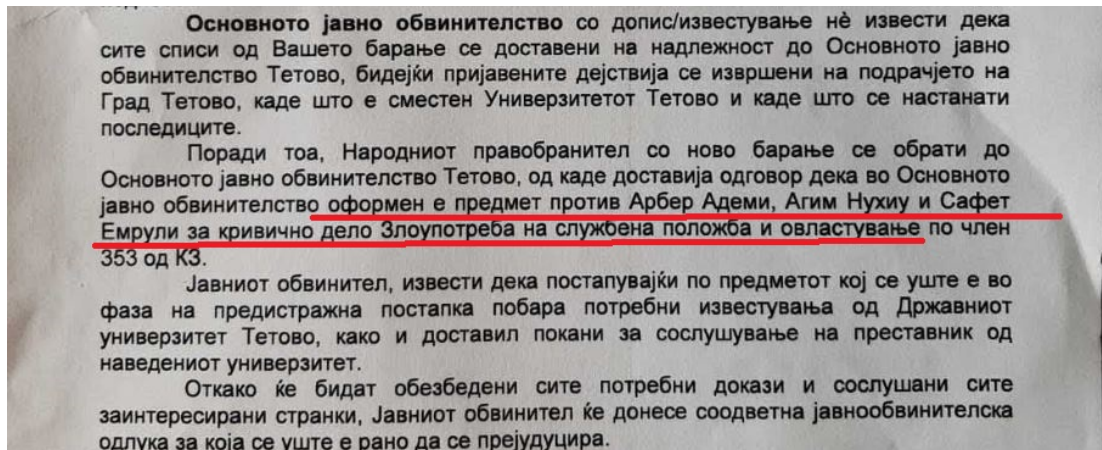 Основното јавно обвинителство со допис/известување нѐ извести дека
сите списи од Вашето барање се доставени на надлежност до Основното јавно
обвинителство Тетово, бидејќи пријавените дејствија се извршени на подрачјето на
Град Тетово, каде што е сместен Универзитетот Тетово и каде што се настанати
последиците.
Поради тоа, Народниот правобранител со ново барање се обрати до
Основното јавно обвинителство Тетово, од каде доставија одговор дека во Основното
јавно обвинителство оформен е предмет против Арбер Адеми, Агим Нухиу и Сафет
Емрули за кривично дело Злоупотреба на службена положба и овластување по член
353 од КЗ.
Јавниот обвинител, извести дека постапувајќи по предметот кој се уште е во
фаза на предистражна постапка побара потребни известувања од Државниот
универзитет Тетово, како и доставил покани за сослушување на преставник од
наведениот универзитет.
Откако ќе бидат обезбедени сите потребни докази и сослушани сите
заинтересирани странки, Јавниот обвинител ќе донесе соодветна јавнообвинителска
одлука за која се уште е рано да се прејудуцира.